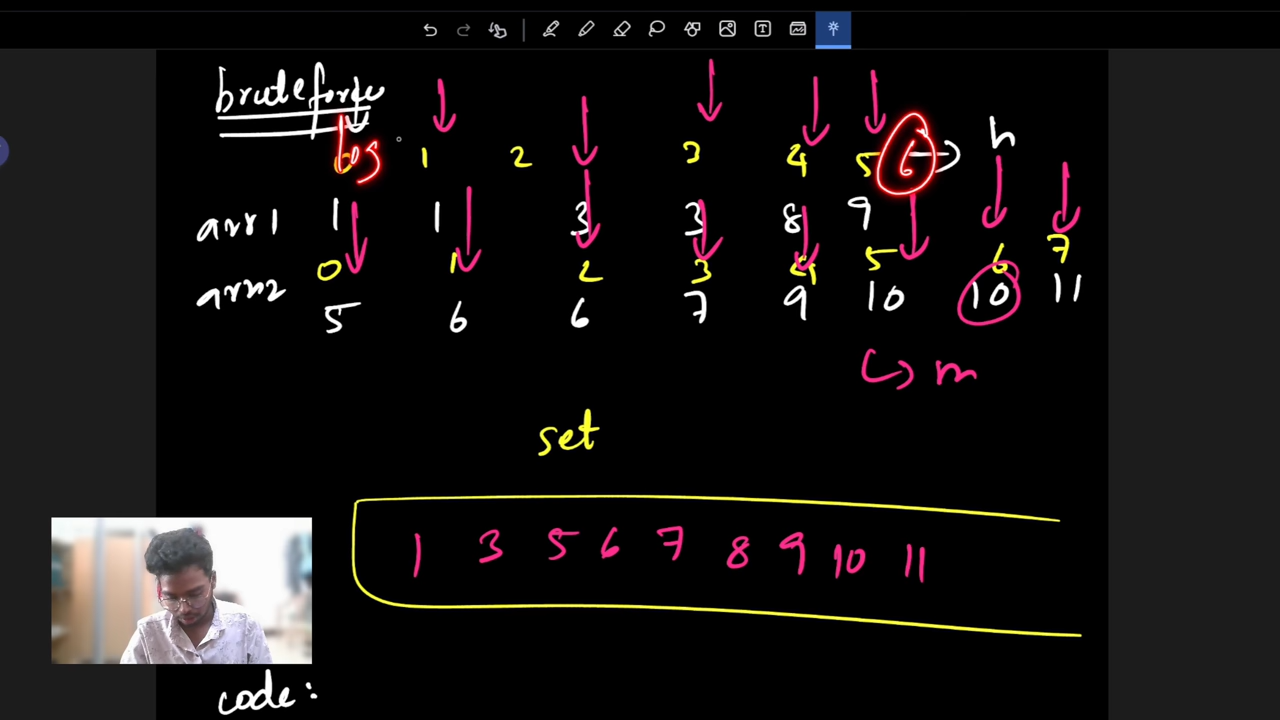 bruteforce
0 1 2 3 4 5 6 → n
arr1 1 1 3 3 8 9
0 1 2 3 4 5 6 7
arr2 5 6 6 7 9 10 10 11
↳ m
set
1 3 5 6 7 8 9 10 11
code: